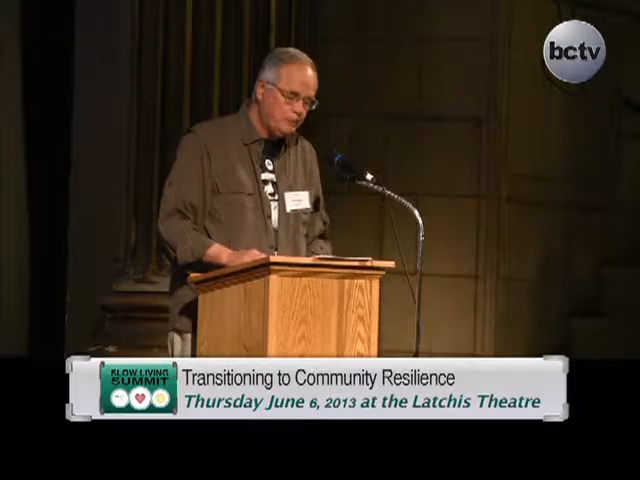 bctv
SLOW LIVING
SUMMIT
Transitioning to Community Resilience
Thursday June 6, 2013 at the Latchis Theatre